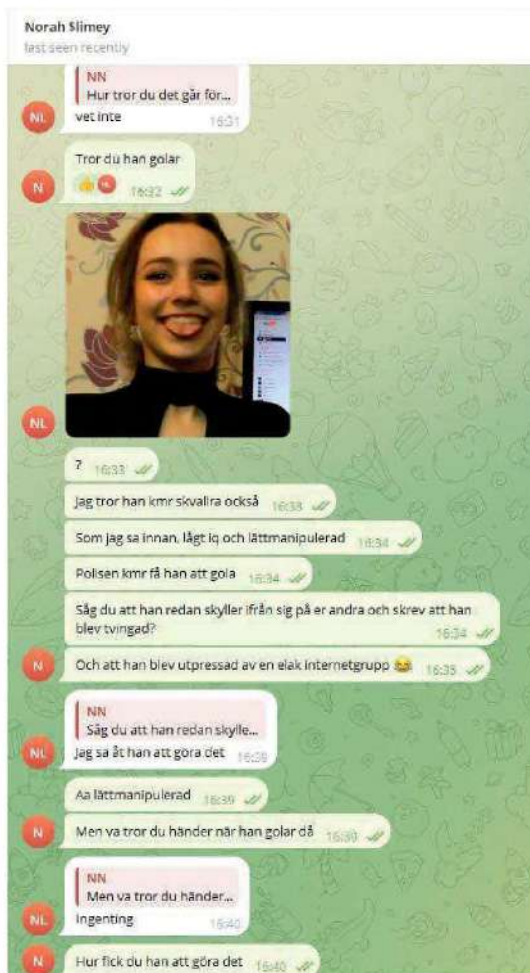 Norah Slimey
last seen recently
NN
Hur tror du det går för...
NL
vet inte 16:31
Tror du han golar
N
NL 16:32
NL
? 16:33
Jag tror han kmr skvallra också 16:33
Som jag sa innan, lågt iq och lättmanipulerad 16:34
Polisen kmr få han att gola 16:34
Såg du att han redan skyller ifrån sig på er andra och skrev att han
blev tvingad? 16:34
N
Och att han blev utpressad av en elak internetgrupp 😂 16:35
NN
Såg du att han redan skylle...
NL
Jag sa åt han att göra det 16:39
Aa lättmanipulerad 16:39
N
Men va tror du händer när han golar då 16:39
NN
Men va tror du händer...
NL
Ingenting 16:40
N
Hur fick du han att göra det 16:40